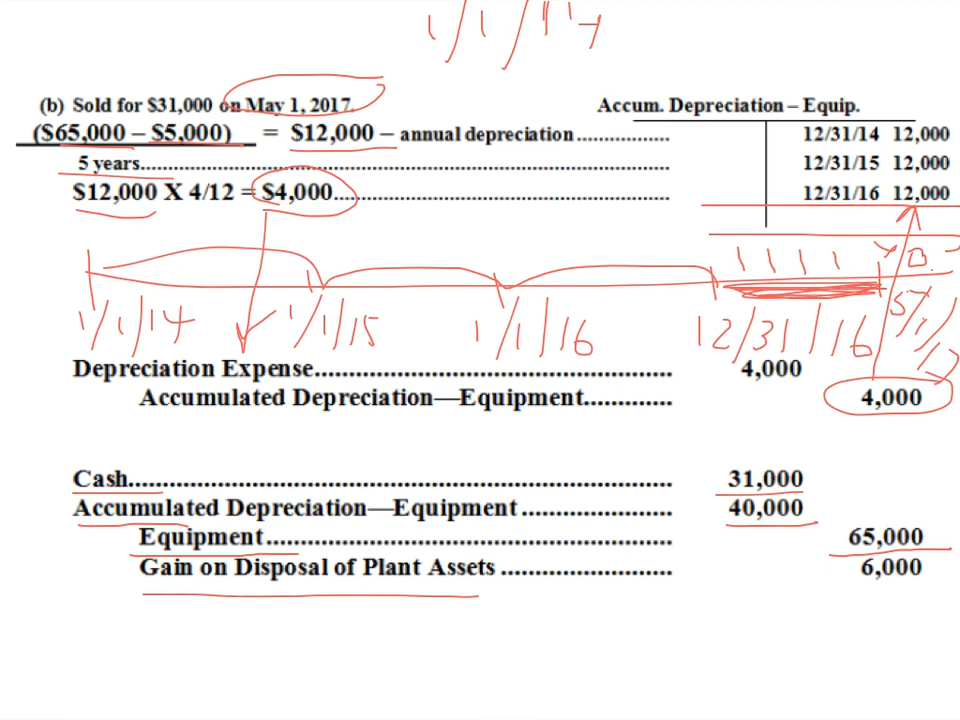 1/1/14
(b) Sold for $31,000 on May 1, 2017. Accum. Depreciation – Equip.
($65,000 – $5,000) = $12,000 – annual depreciation................. 12/31/14 12,000
5 years............................................................................................ 12/31/15 12,000
$12,000 X 4/12 = $4,000............................................................ 12/31/16 12,000
1/1/14 1/1/15 1/1/16 12/31/16 5/1/17
Depreciation Expense................................................... 4,000
Accumulated Depreciation—Equipment............. 4,000
Cash............................................................................... 31,000
Accumulated Depreciation—Equipment...................... 40,000
Equipment............................................................ 65,000
Gain on Disposal of Plant Assets ......................... 6,000